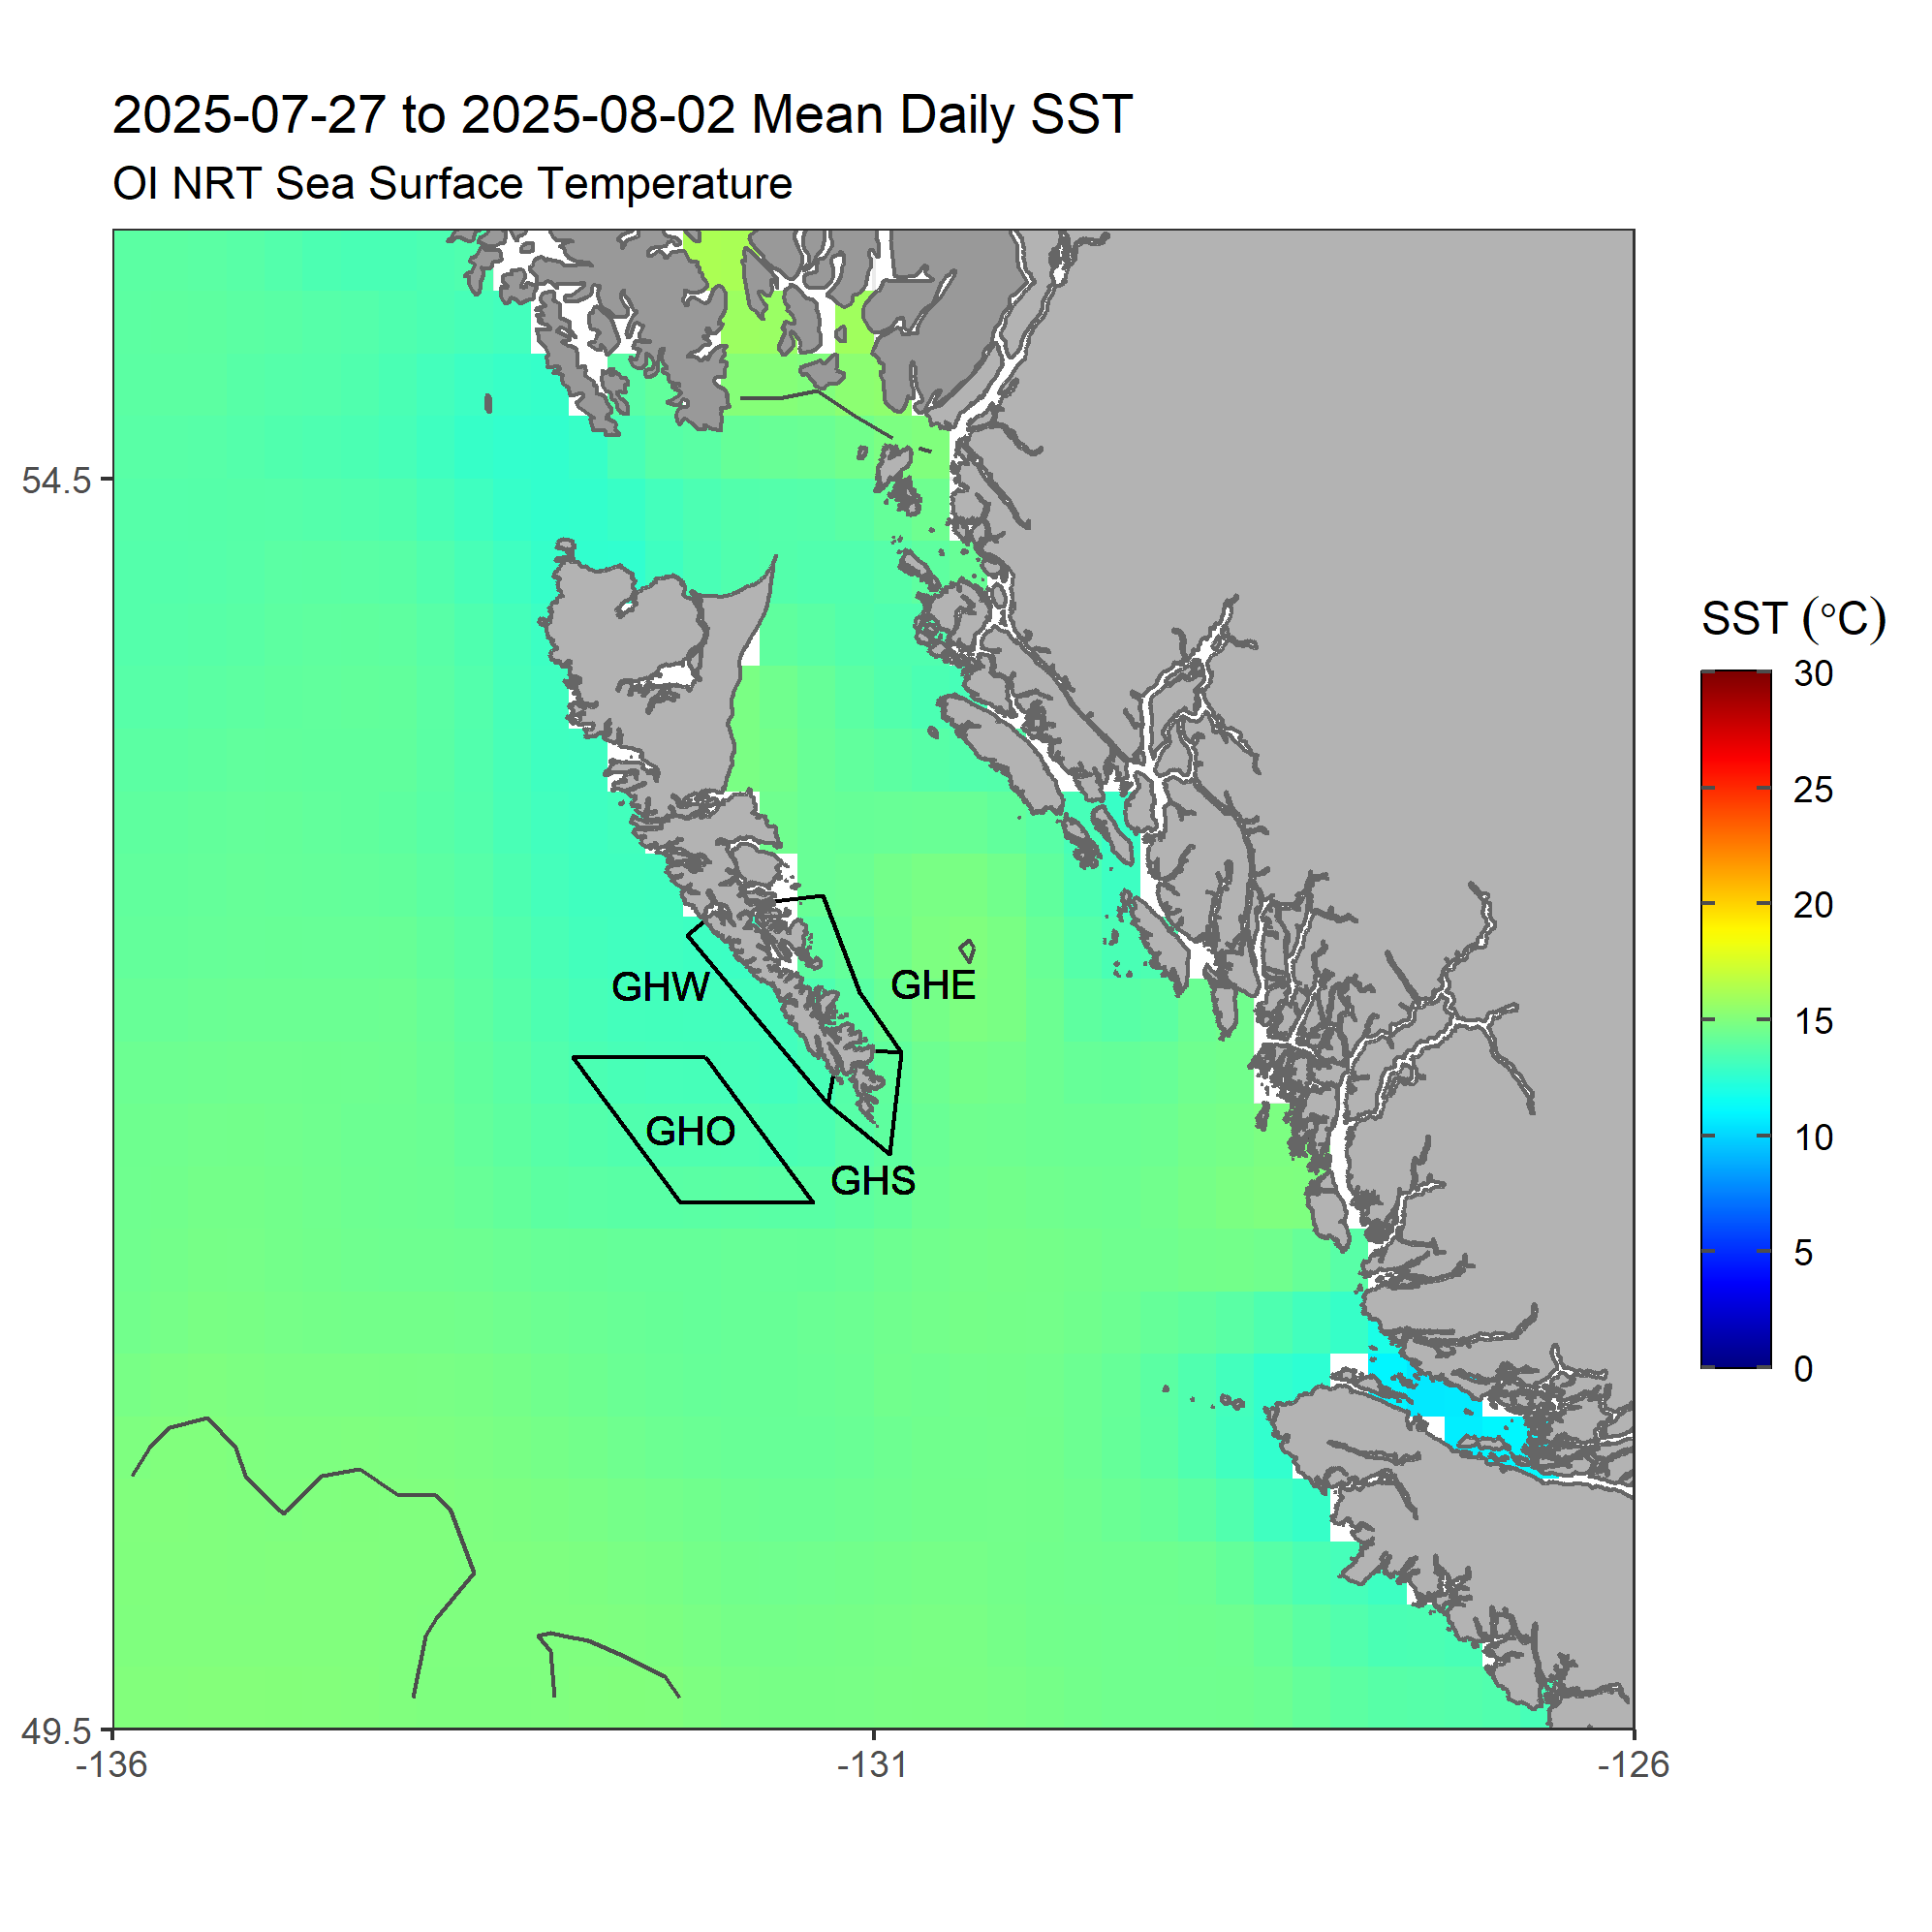 2025-07-27 to 2025-08-02 Mean Daily SST
OI NRT Sea Surface Temperature
54.5
49.5
-136
-131
-126
GHW
GHE
GHO
GHS
SST (°C)
30
25
20
15
10
5
0